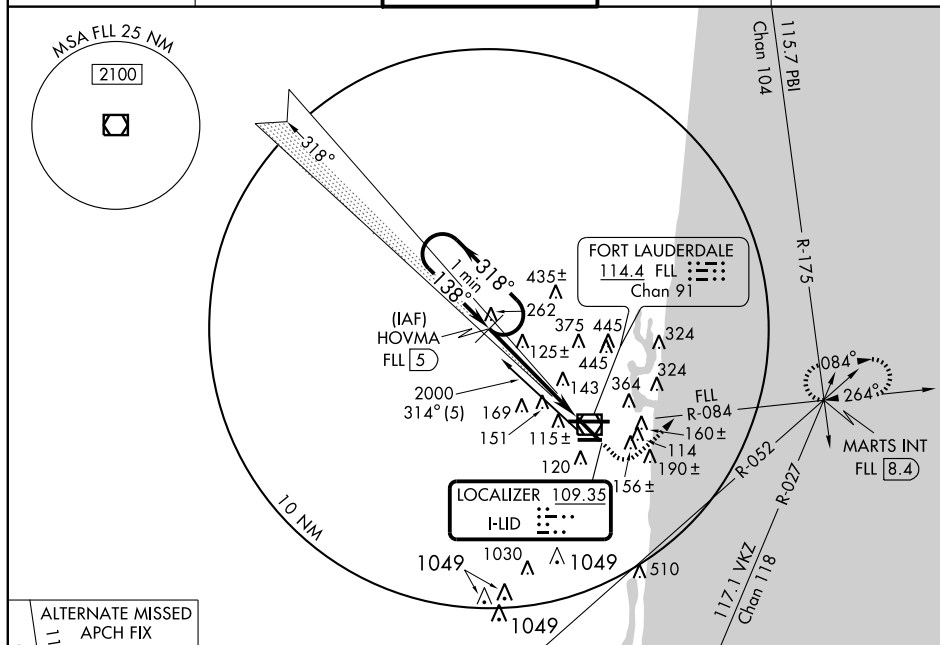 MSA FLL 25 NM
2100
115.7 PBI
Chan 104
R-175
318°
318°
1 min
138°
(IAF)
HOVMA
FLL 5
262
435±
125±
375
445
445
324
324
364
143
FORT LAUDERDALE
114.4 FLL
Chan 91
2000
314° (5)
169
151
115±
120
FLL
R-084
160±
114
190±
156±
084°
264°
MARTS INT
FLL 8.4
R-052
R-027
117.1 VKZ
Chan 118
LOCALIZER 109.35
I-LID
10 NM
1030
1049
1049
1049
510
ALTERNATE MISSED
APCH FIX